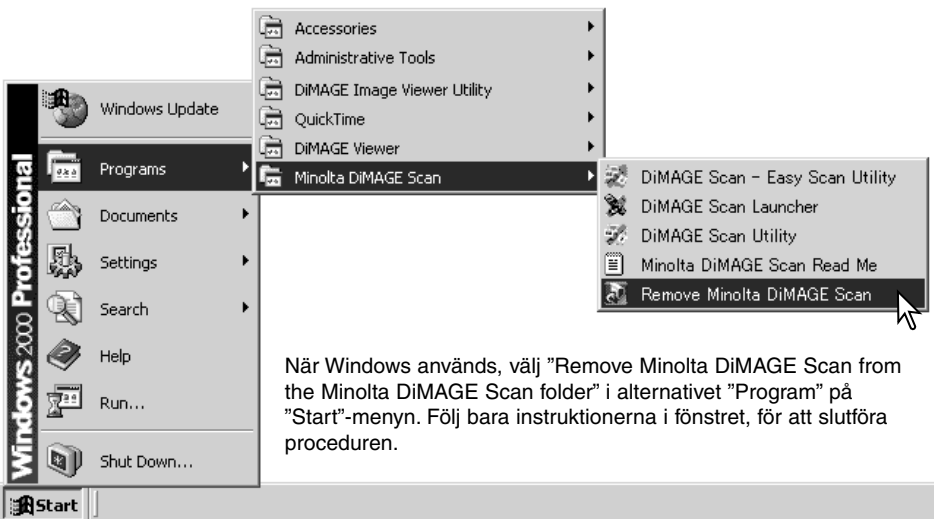 Windows 2000 Professional
Windows Update
Programs
Documents
Settings
Search
Help
Run...
Shut Down...
Start
Accessories
Administrative Tools
DiMAGE Image Viewer Utility
QuickTime
DiMAGE Viewer
Minolta DiMAGE Scan
DiMAGE Scan - Easy Scan Utility
DiMAGE Scan Launcher
DiMAGE Scan Utility
Minolta DiMAGE Scan Read Me
Remove Minolta DiMAGE Scan
När Windows används, välj ”Remove Minolta DiMAGE Scan from
the Minolta DiMAGE Scan folder” i alternativet ”Program” på
”Start”-menyn. Följ bara instruktionerna i fönstret, för att slutföra
proceduren.